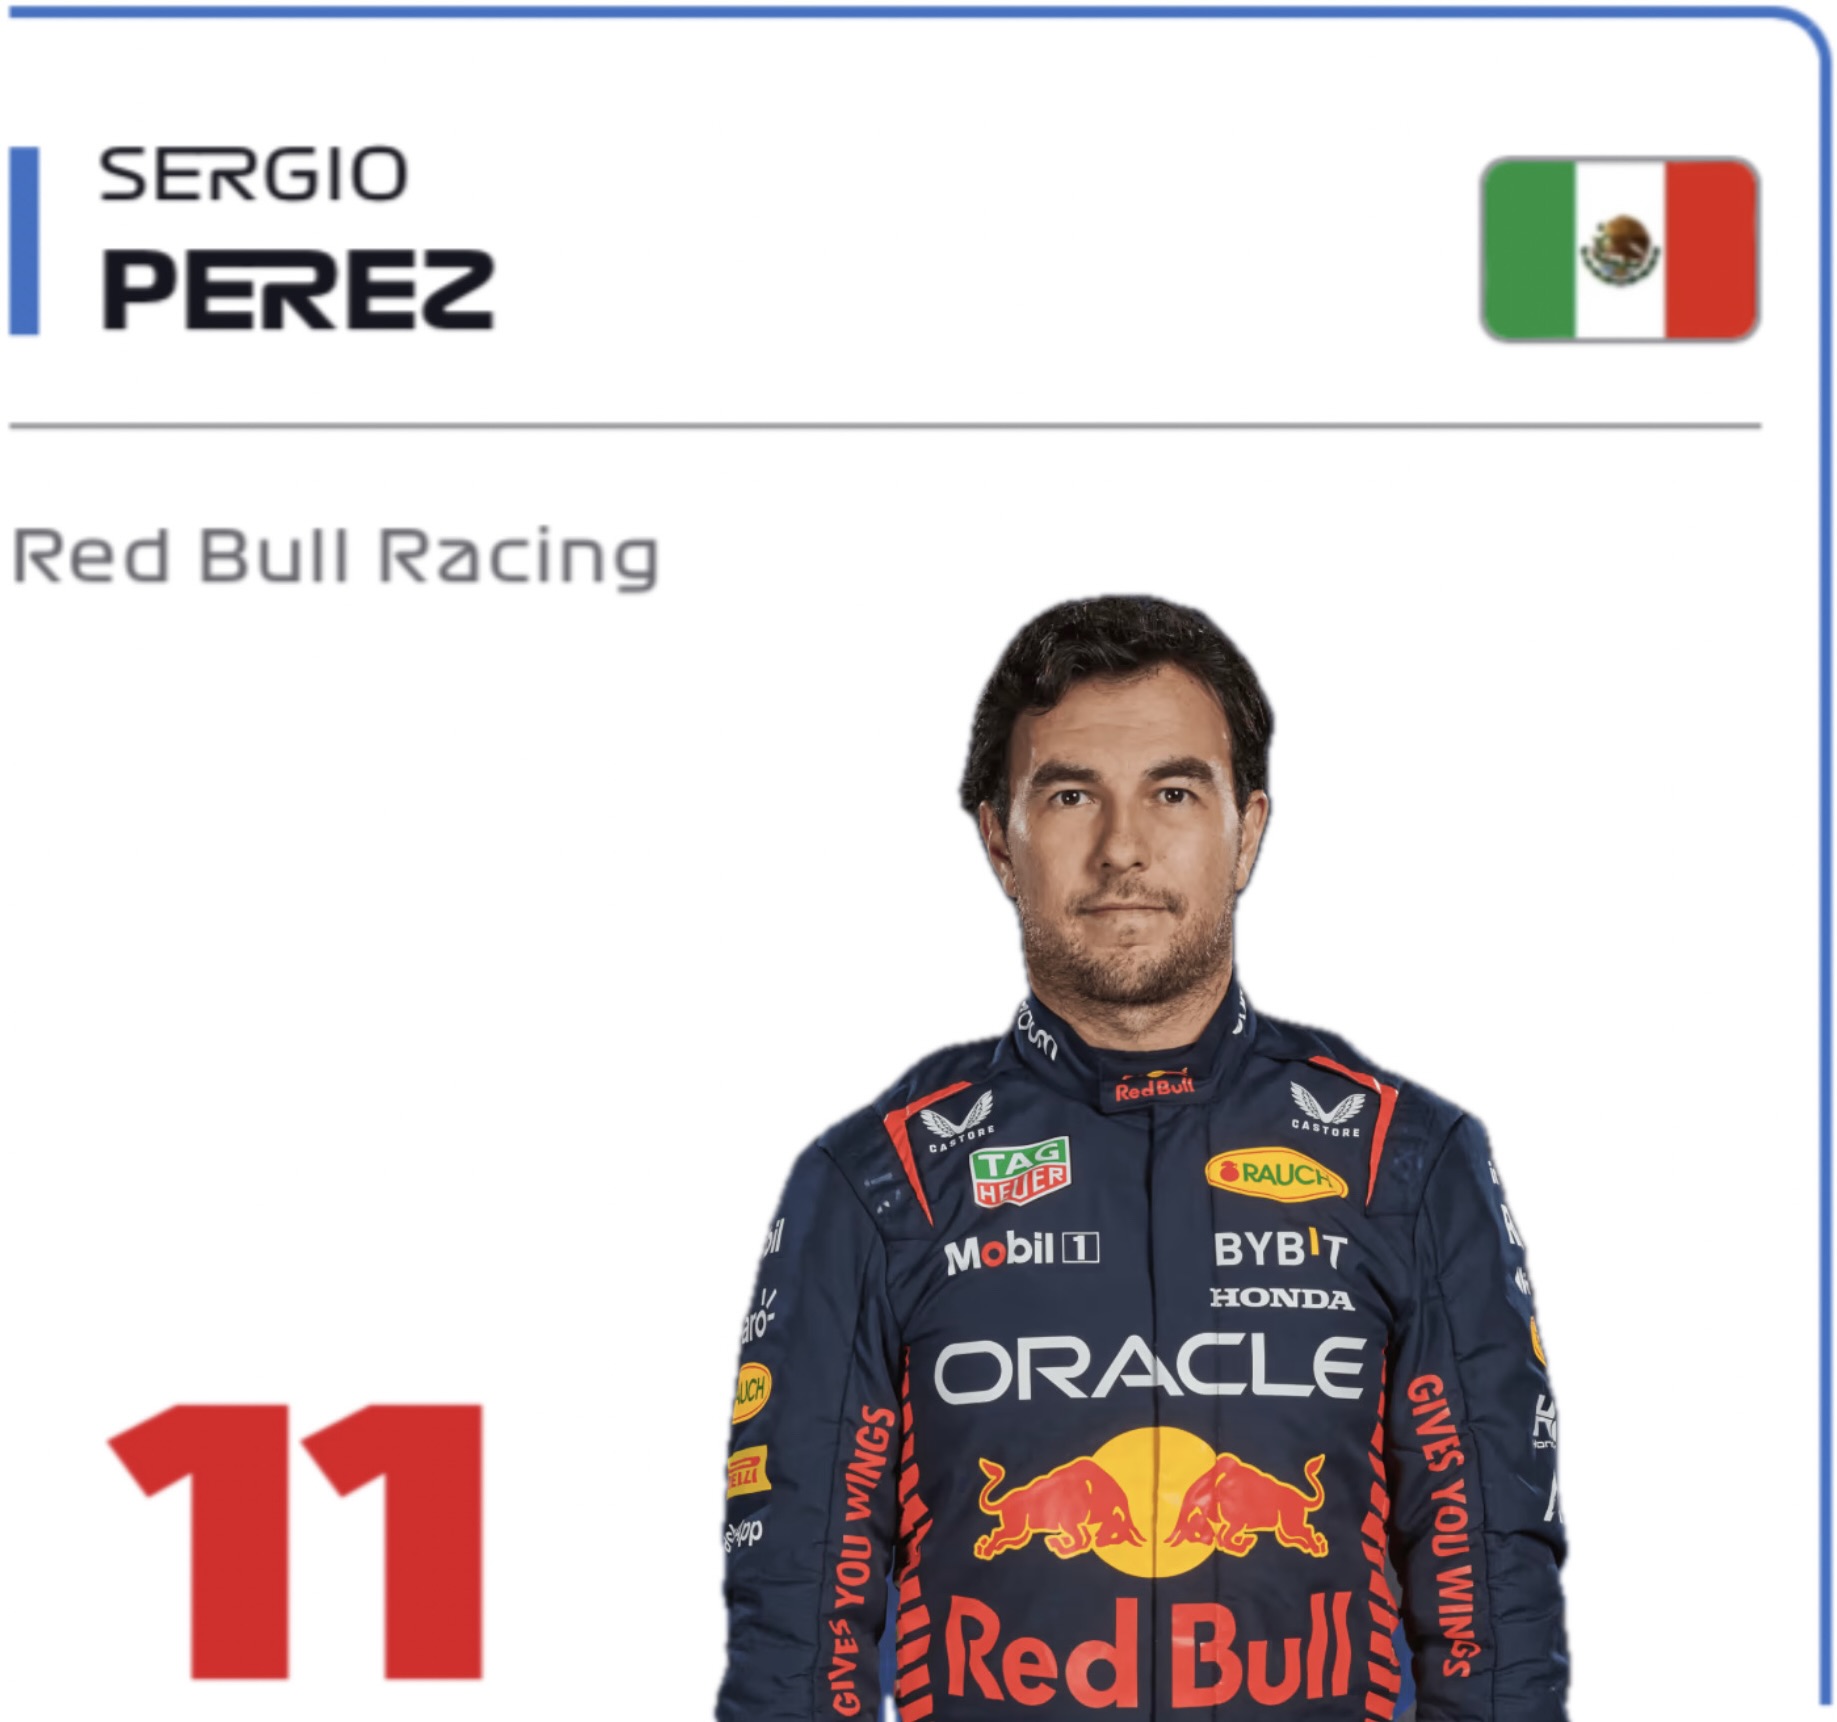 SERGIO
PEREZ
Red Bull Racing
Red Bull
CASTORE
CASTORE
TAG
HEUER
RAUCH
Mobil 1
BYBIT
HONDA
ORACLE
GIVES YOU WINGS
GIVES YOU WINGS
11
Red Bull